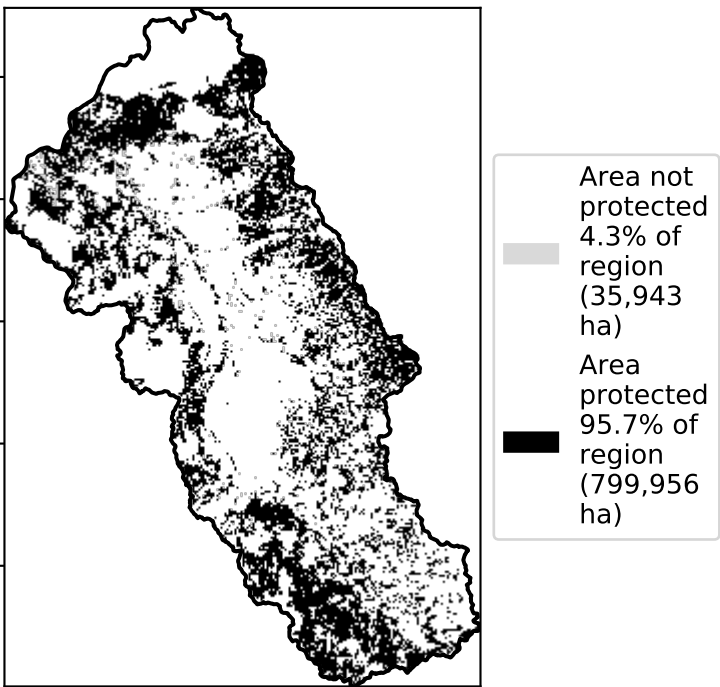 Area not
protected
4.3% of
region
(35,943
ha)
Area
protected
95.7% of
region
(799,956
ha)